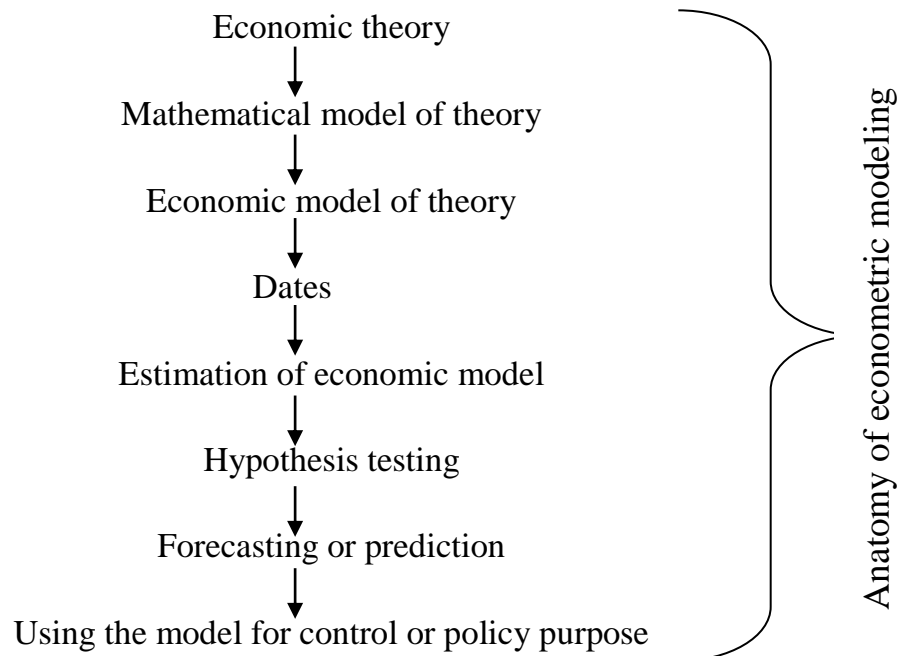 Economic theory
Mathematical model of theory
Economic model of theory
Dates
Estimation of economic model
Hypothesis testing
Forecasting or prediction
Using the model for control or policy purpose
Anatomy of econometric modeling